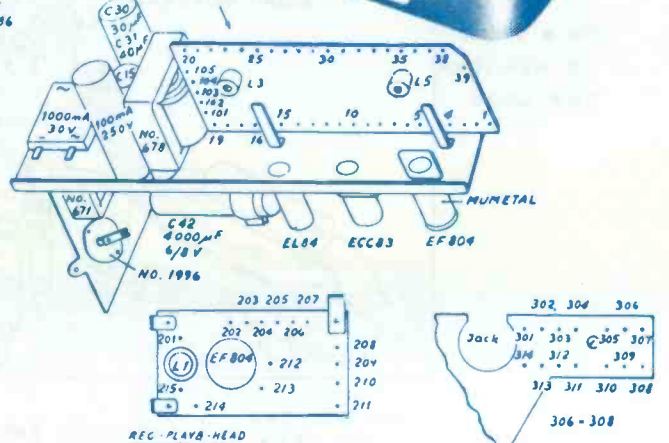 C30
30µF
C31
40µF
C15
20 25 30 35 38
39
105
104
103
102
101
L3
L5
1000mA
30V
100mA
250V
NO.
678
19 16 15 10 5 4 1
NO.
671
C42
4000µF
6/8V
NO. 1996
EL84 ECC83 EF804
MUMETAL
203 205 207
202 204 206
201
L1
EF804
212
213
214
215
208
209
210
211
REC-PLAYB-HEAD
302 304 306
Jack
301 303 305 307
314 312 309
313 311 310 308
306-308